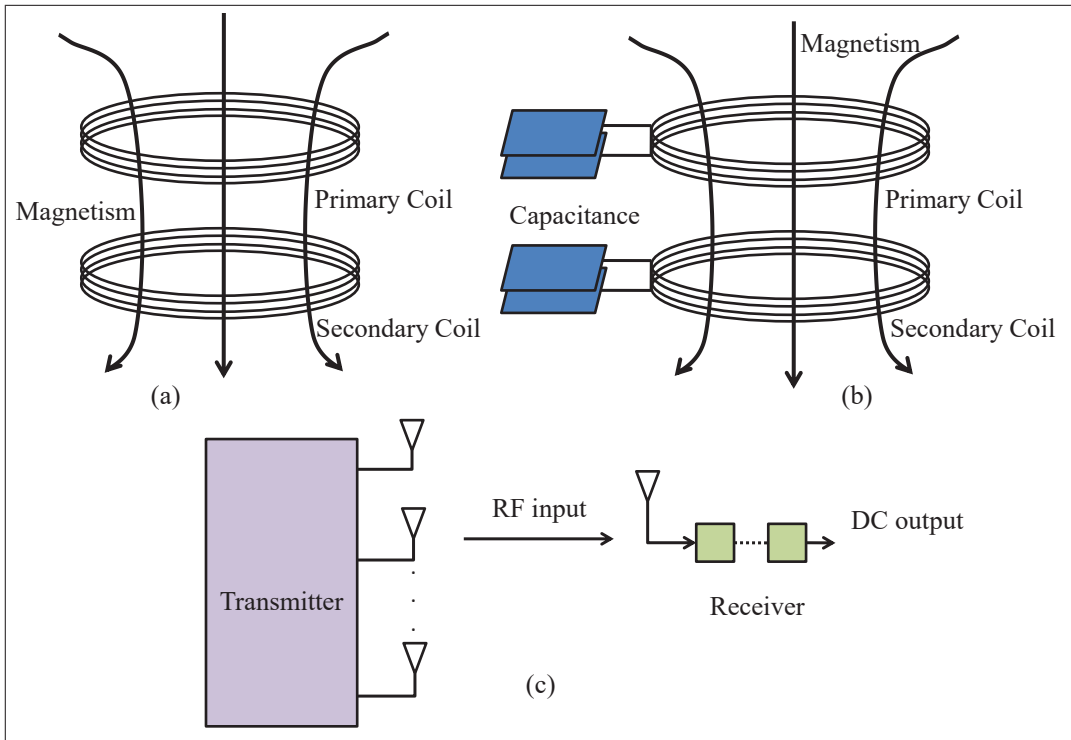 Magnetism
Primary Coil
Secondary Coil
(a)
Magnetism
Capacitance
Primary Coil
Secondary Coil
(b)
Transmitter
RF input
DC output
Receiver
(c)